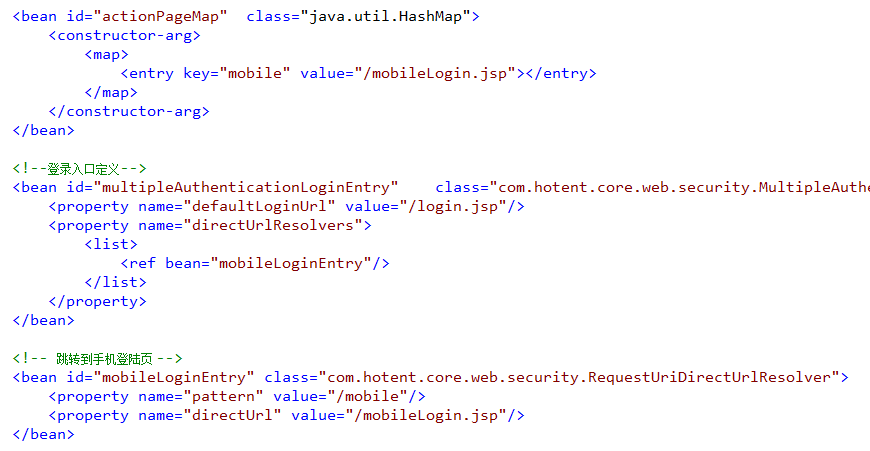 <bean id="actionPageMap"  class="java.util.HashMap">
    <constructor-arg>
        <map>
            <entry key="mobile" value="/mobileLogin.jsp"></entry>
        </map>
    </constructor-arg>
</bean>

<!--登录入口定义-->
<bean id="multipleAuthenticationLoginEntry"    class="com.hotent.core.web.security.MultipleAuthe
    <property name="defaultLoginUrl" value="/login.jsp"/>
    <property name="directUrlResolvers">
        <list>
            <ref bean="mobileLoginEntry"/>
        </list>
    </property>
</bean>

<!-- 跳转到手机登陆页 -->
<bean id="mobileLoginEntry" class="com.hotent.core.web.security.RequestUriDirectUrlResolver">
    <property name="pattern" value="/mobile"/>
    <property name="directUrl" value="/mobileLogin.jsp"/>
</bean>